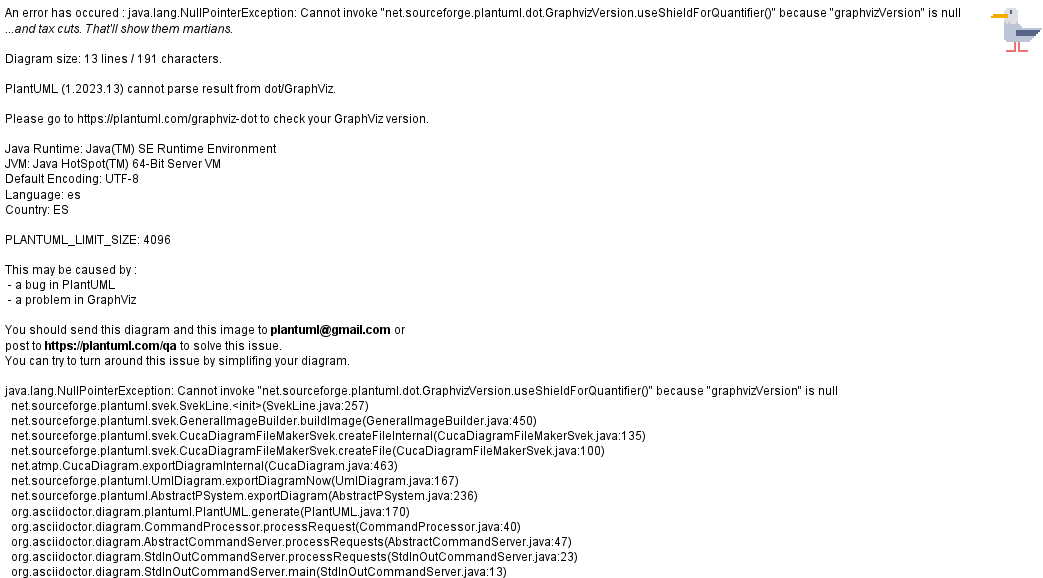 An error has occured : java.lang.NullPointerException: Cannot invoke "net.sourceforge.plantuml.dot.GraphvizVersion.useShieldForQuantifier()" because "graphvizVersion" is null
...and tax cuts. That'll show them martians.
Diagram size: 13 lines / 191 characters.
PlantUML (1.2023.13) cannot parse result from dot/GraphViz.
Please go to https://plantuml.com/graphviz-dot to check your GraphViz version.
Java Runtime: Java(TM) SE Runtime Environment
JVM: Java HotSpot(TM) 64-Bit Server VM
Default Encoding: UTF-8
Language: es
Country: ES
PLANTUML_LIMIT_SIZE: 4096
This may be caused by :
- a bug in PlantUML
- a problem in GraphViz
You should send this diagram and this image to plantuml@gmail.com or
post to https://plantuml.com/qa to solve this issue.
You can try to turn around this issue by simplifing your diagram.
java.lang.NullPointerException: Cannot invoke "net.sourceforge.plantuml.dot.GraphvizVersion.useShieldForQuantifier()" because "graphvizVersion" is null
net.sourceforge.plantuml.svek.SvekLine.<init>(SvekLine.java:257)
net.sourceforge.plantuml.svek.GeneralImageBuilder.buildImage(GeneralImageBuilder.java:450)
net.sourceforge.plantuml.svek.CucaDiagramFileMakerSvek.createFileInternal(CucaDiagramFileMakerSvek.java:135)
net.sourceforge.plantuml.svek.CucaDiagramFileMakerSvek.createFile(CucaDiagramFileMakerSvek.java:100)
net.atmp.CucaDiagram.exportDiagramInternal(CucaDiagram.java:463)
net.sourceforge.plantuml.UmlDiagram.exportDiagramNow(UmlDiagram.java:167)
net.sourceforge.plantuml.AbstractPSystem.exportDiagram(AbstractPSystem.java:236)
org.asciidoctor.diagram.plantuml.PlantUML.generate(PlantUML.java:170)
org.asciidoctor.diagram.CommandProcessor.processRequest(CommandProcessor.java:40)
org.asciidoctor.diagram.AbstractCommandServer.processRequests(AbstractCommandServer.java:47)
org.asciidoctor.diagram.StdInOutCommandServer.processRequests(StdInOutCommandServer.java:23)
org.asciidoctor.diagram.StdInOutCommandServer.main(StdInOutCommandServer.java:13)